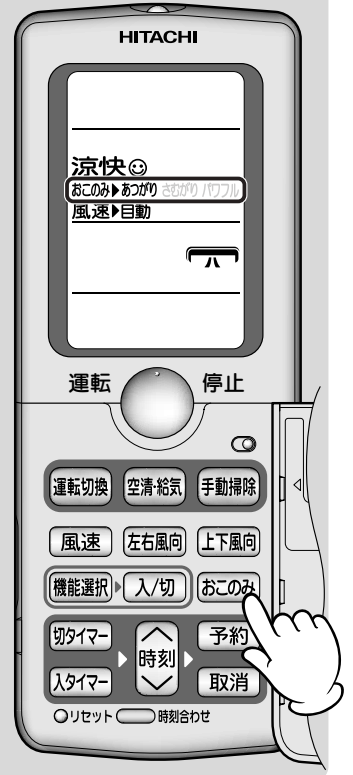 HITACHI
涼快☺
おこのみ▶あつがり さむがり パワフル
風速▶自動
運転 停止
運転切換 空清・給気 手動掃除
風速 左右風向 上下風向
機能選択 入/切 おこのみ
切タイマー 時刻 予約
入タイマー 取消
リセット 時刻合わせ